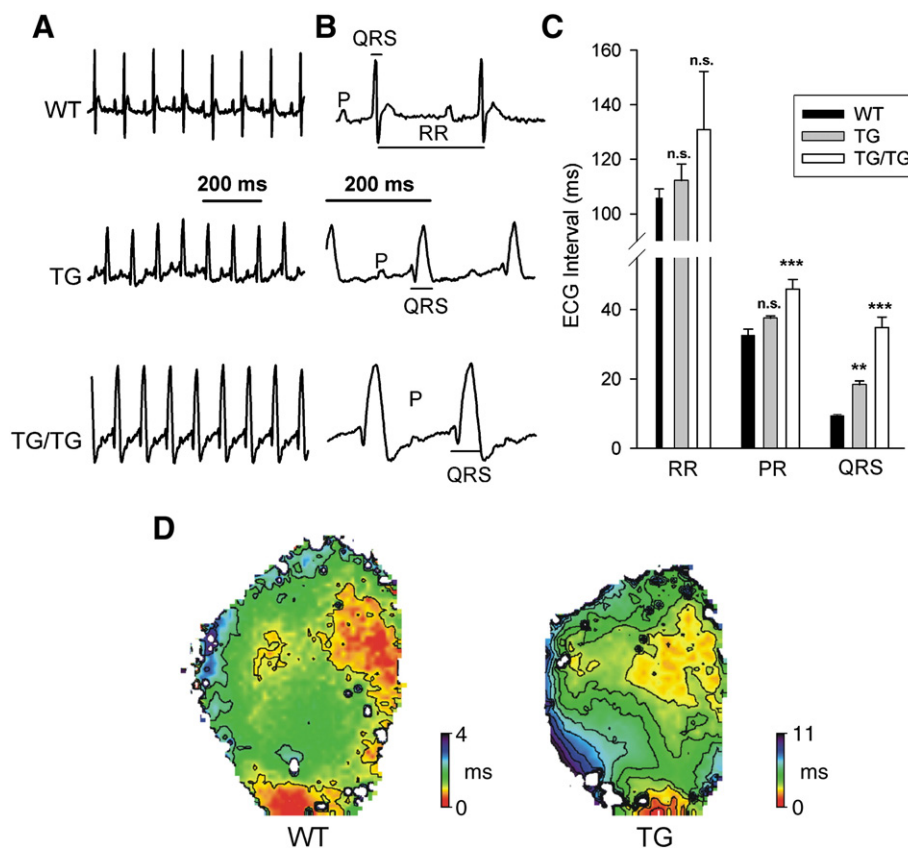 A
B
C
WT
QRS
P
RR
200 ms
200 ms
TG
P
QRS
TG/TG
P
QRS
160
140
120
100
40
20
0
ECG Interval (ms)
n.s.
n.s.
n.s.
***
**
***
WT
TG
TG/TG
RR
PR
QRS
D
4
ms
0
WT
11
ms
0
TG